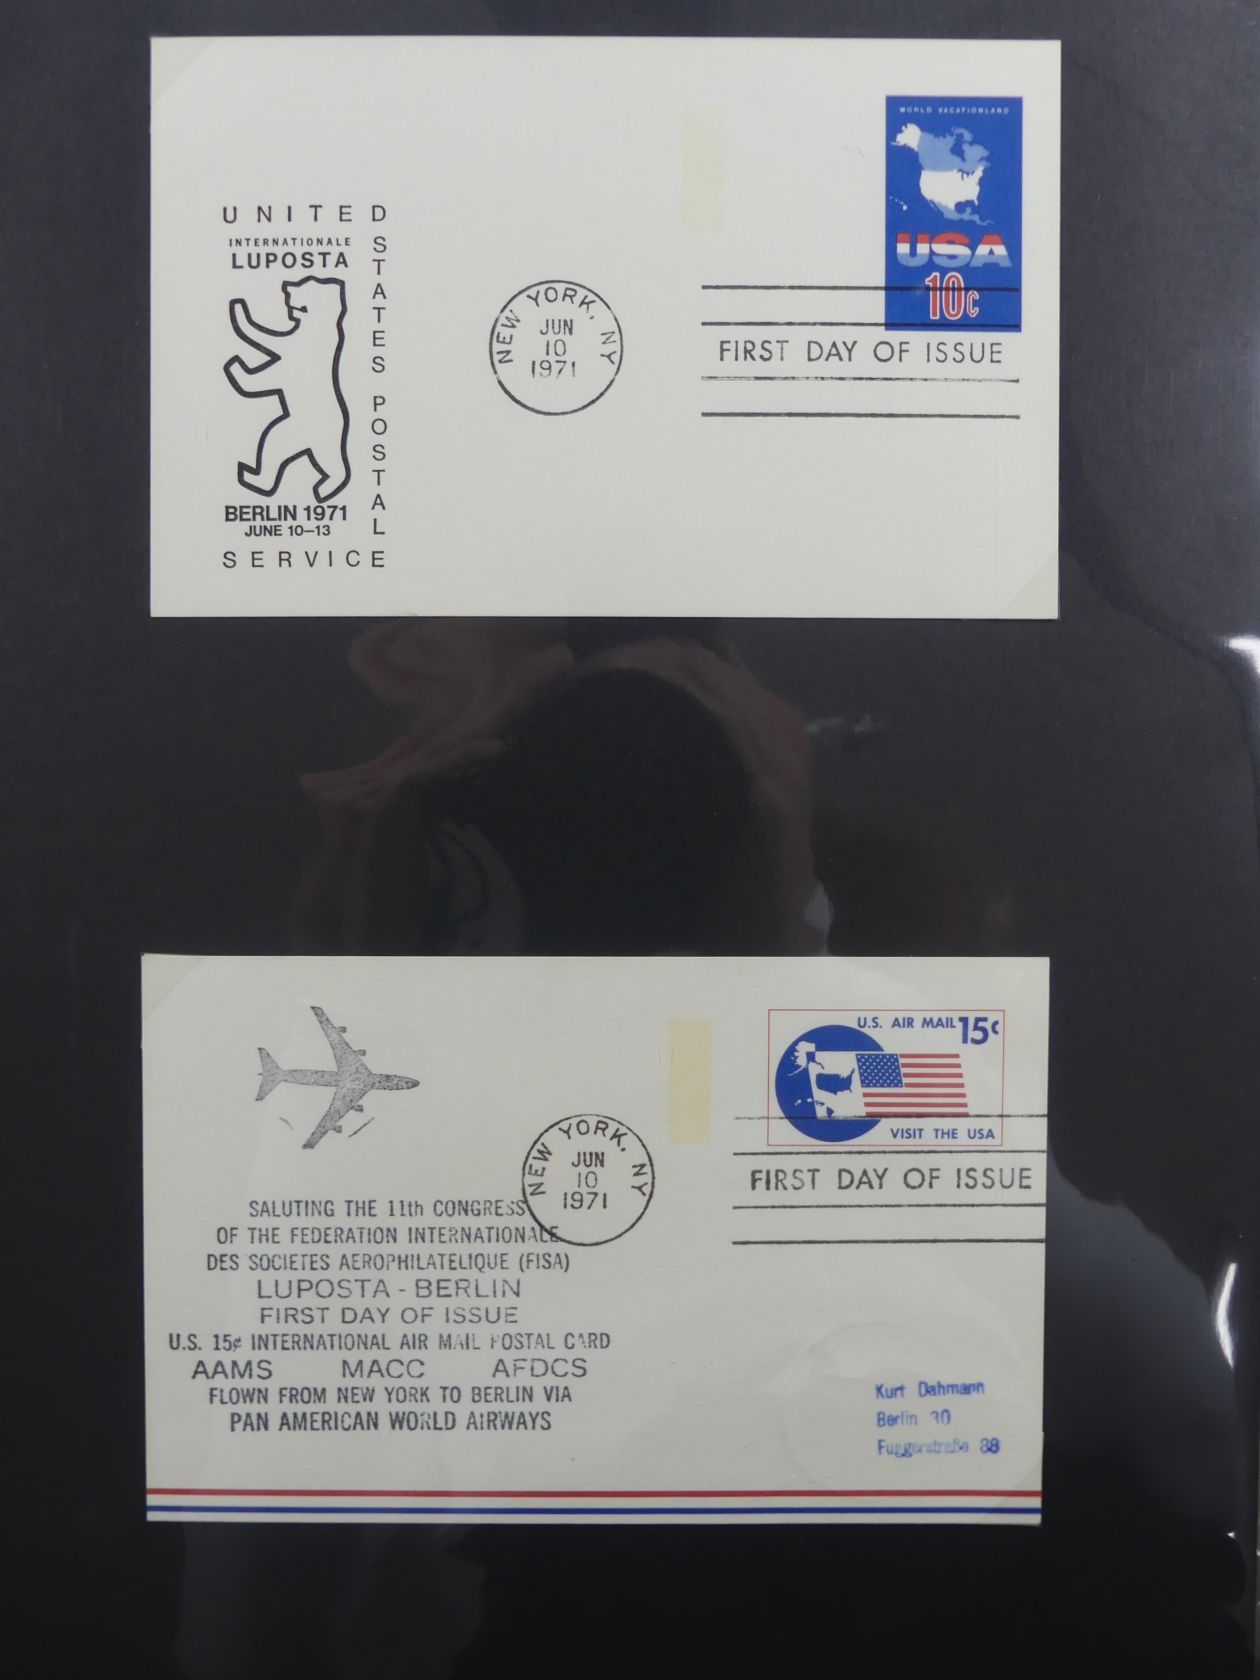 WORLD VACATIONLAND
USA
10c
UNITED
STATES POSTAL
SERVICE
INTERNATIONALE
LUPOSTA
BERLIN 1971
JUNE 10–13
NEW YORK, NY
JUN
10
1971
FIRST DAY OF ISSUE
U.S. AIR MAIL 15c
VISIT THE USA
NEW YORK, NY
JUN
10
1971
FIRST DAY OF ISSUE
SALUTING THE 11th CONGRESS
OF THE FEDERATION INTERNATIONALE
DES SOCIETES AEROPHILATELIQUE (FISA)
LUPOSTA - BERLIN
FIRST DAY OF ISSUE
U.S. 15¢ INTERNATIONAL AIR MAIL POSTAL CARD
AAMS MACC AFDCS
FLOWN FROM NEW YORK TO BERLIN VIA
PAN AMERICAN WORLD AIRWAYS
Kurt Dahmann
Berlin 30
Fuggerstraße 38